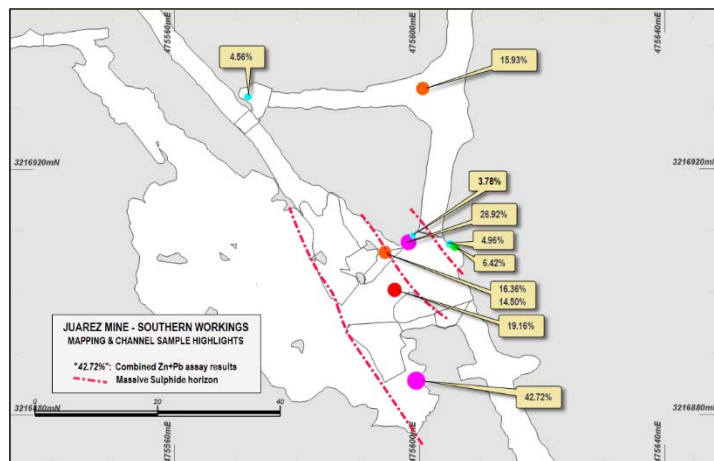 475560mE
475600mE
475640mE
4.56%
15.93%
3216920mN
3216920mN
3.78%
26.92%
4.96%
6.42%
16.36%
14.50%
19.16%
42.72%
JUAREZ MINE - SOUTHERN WORKINGS
MAPPING & CHANNEL SAMPLE HIGHLIGHTS
"42.72%": Combined Zn+Pb assay results
Massive Sulphide horizon
0
20
40
3216880mN
3216880mN
475560mE
475600mE
475640mE